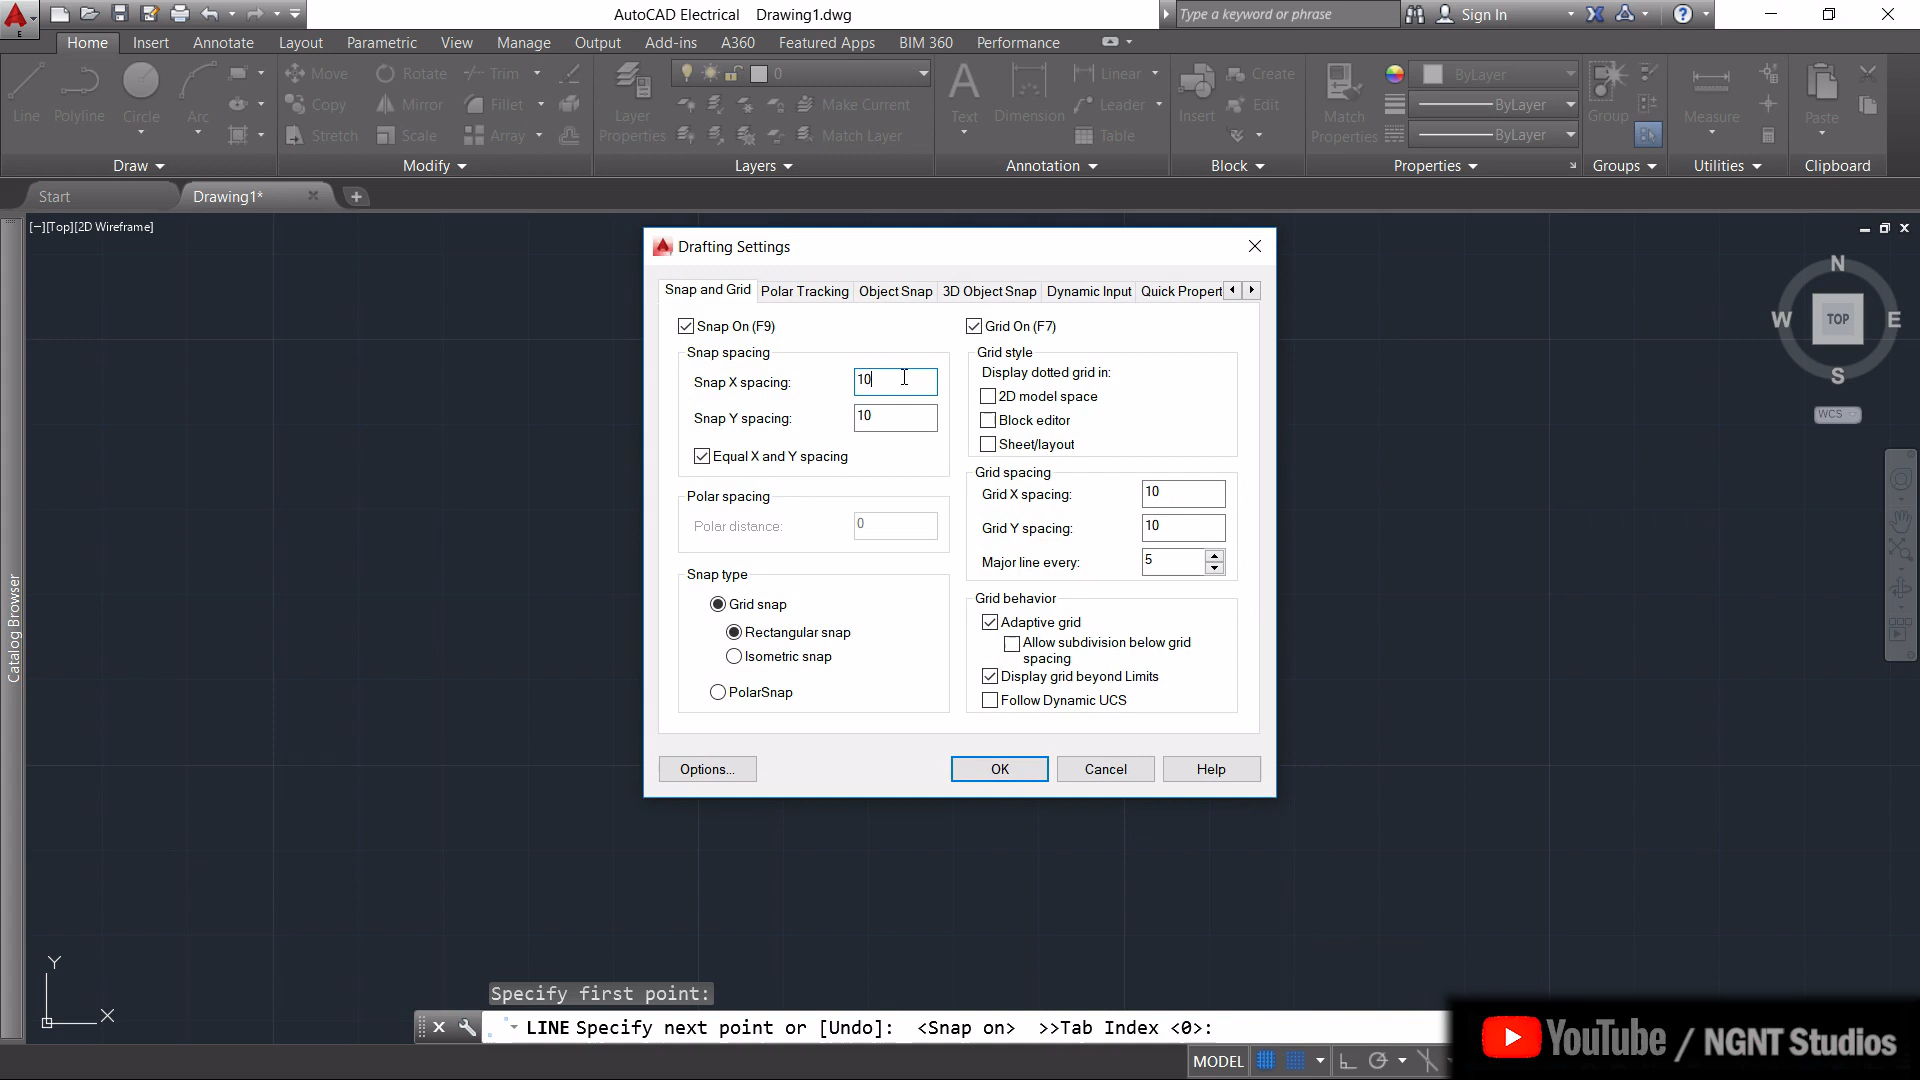 AutoCAD Electrical Drawing1.dwg
Type a keyword or phrase
Sign In
E
Home Insert Annotate Layout Parametric View Manage Output Add-ins A360 Featured Apps BIM 360 Performance
Line Polyline Circle Arc
Move Rotate Trim
Copy Mirror Fillet
Stretch Scale Array
Layer Properties
0
Make Current
Match Layer
Text Dimension
Linear
Leader
Table
Insert
Create
Edit
Match Properties
ByLayer
ByLayer
ByLayer
Group
Measure
Paste
Draw Modify Layers Annotation Block Properties Groups Utilities Clipboard
Start Drawing1*
[−][Top][2D Wireframe]
N
W TOP E
S
WCS
Catalog Browser
Drafting Settings
Snap and Grid Polar Tracking Object Snap 3D Object Snap Dynamic Input Quick Propert
Snap On (F9)
Snap spacing
Snap X spacing: 10
Snap Y spacing: 10
Equal X and Y spacing
Polar spacing
Polar distance: 0
Snap type
Grid snap
Rectangular snap
Isometric snap
PolarSnap
Grid On (F7)
Grid style
Display dotted grid in:
2D model space
Block editor
Sheet/layout
Grid spacing
Grid X spacing: 10
Grid Y spacing: 10
Major line every: 5
Grid behavior
Adaptive grid
Allow subdivision below grid
spacing
Display grid beyond Limits
Follow Dynamic UCS
Options... OK Cancel Help
Y
X
Specify first point:
LINE Specify next point or [Undo]: <Snap on> >>Tab Index <0>:
MODEL
YouTube / NGNT Studios